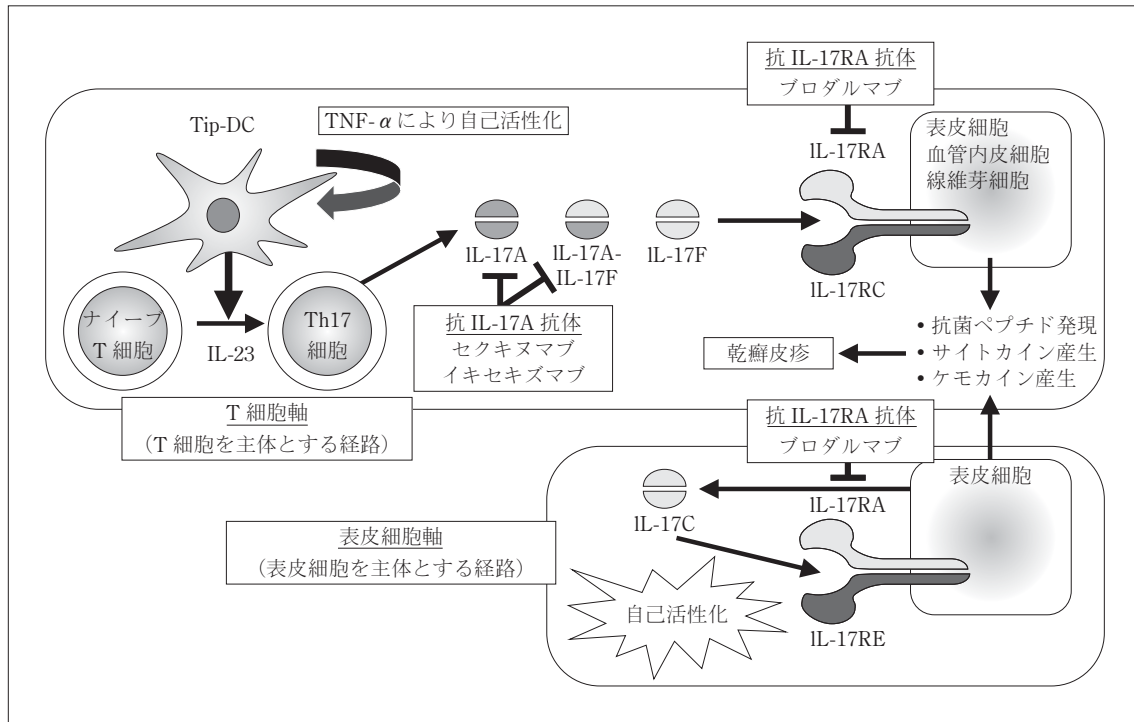 抗 IL-17RA 抗体
ブロダルマブ
Tip-DC
TNF-αにより自己活性化
IL-17RA
表皮細胞
血管内皮細胞
線維芽細胞
IL-17A
IL-17A-
IL-17F
IL-17F
IL-17RC
ナイーブ
T 細胞
IL-23
Th17
細胞
抗 IL-17A 抗体
セクキヌマブ
イキセキズマブ
乾癬皮疹
• 抗菌ペプチド発現
• サイトカイン産生
• ケモカイン産生
T 細胞軸
（T 細胞を主体とする経路）
抗 IL-17RA 抗体
ブロダルマブ
表皮細胞
IL-17RA
IL-17C
表皮細胞軸
（表皮細胞を主体とする経路）
自己活性化
IL-17RE